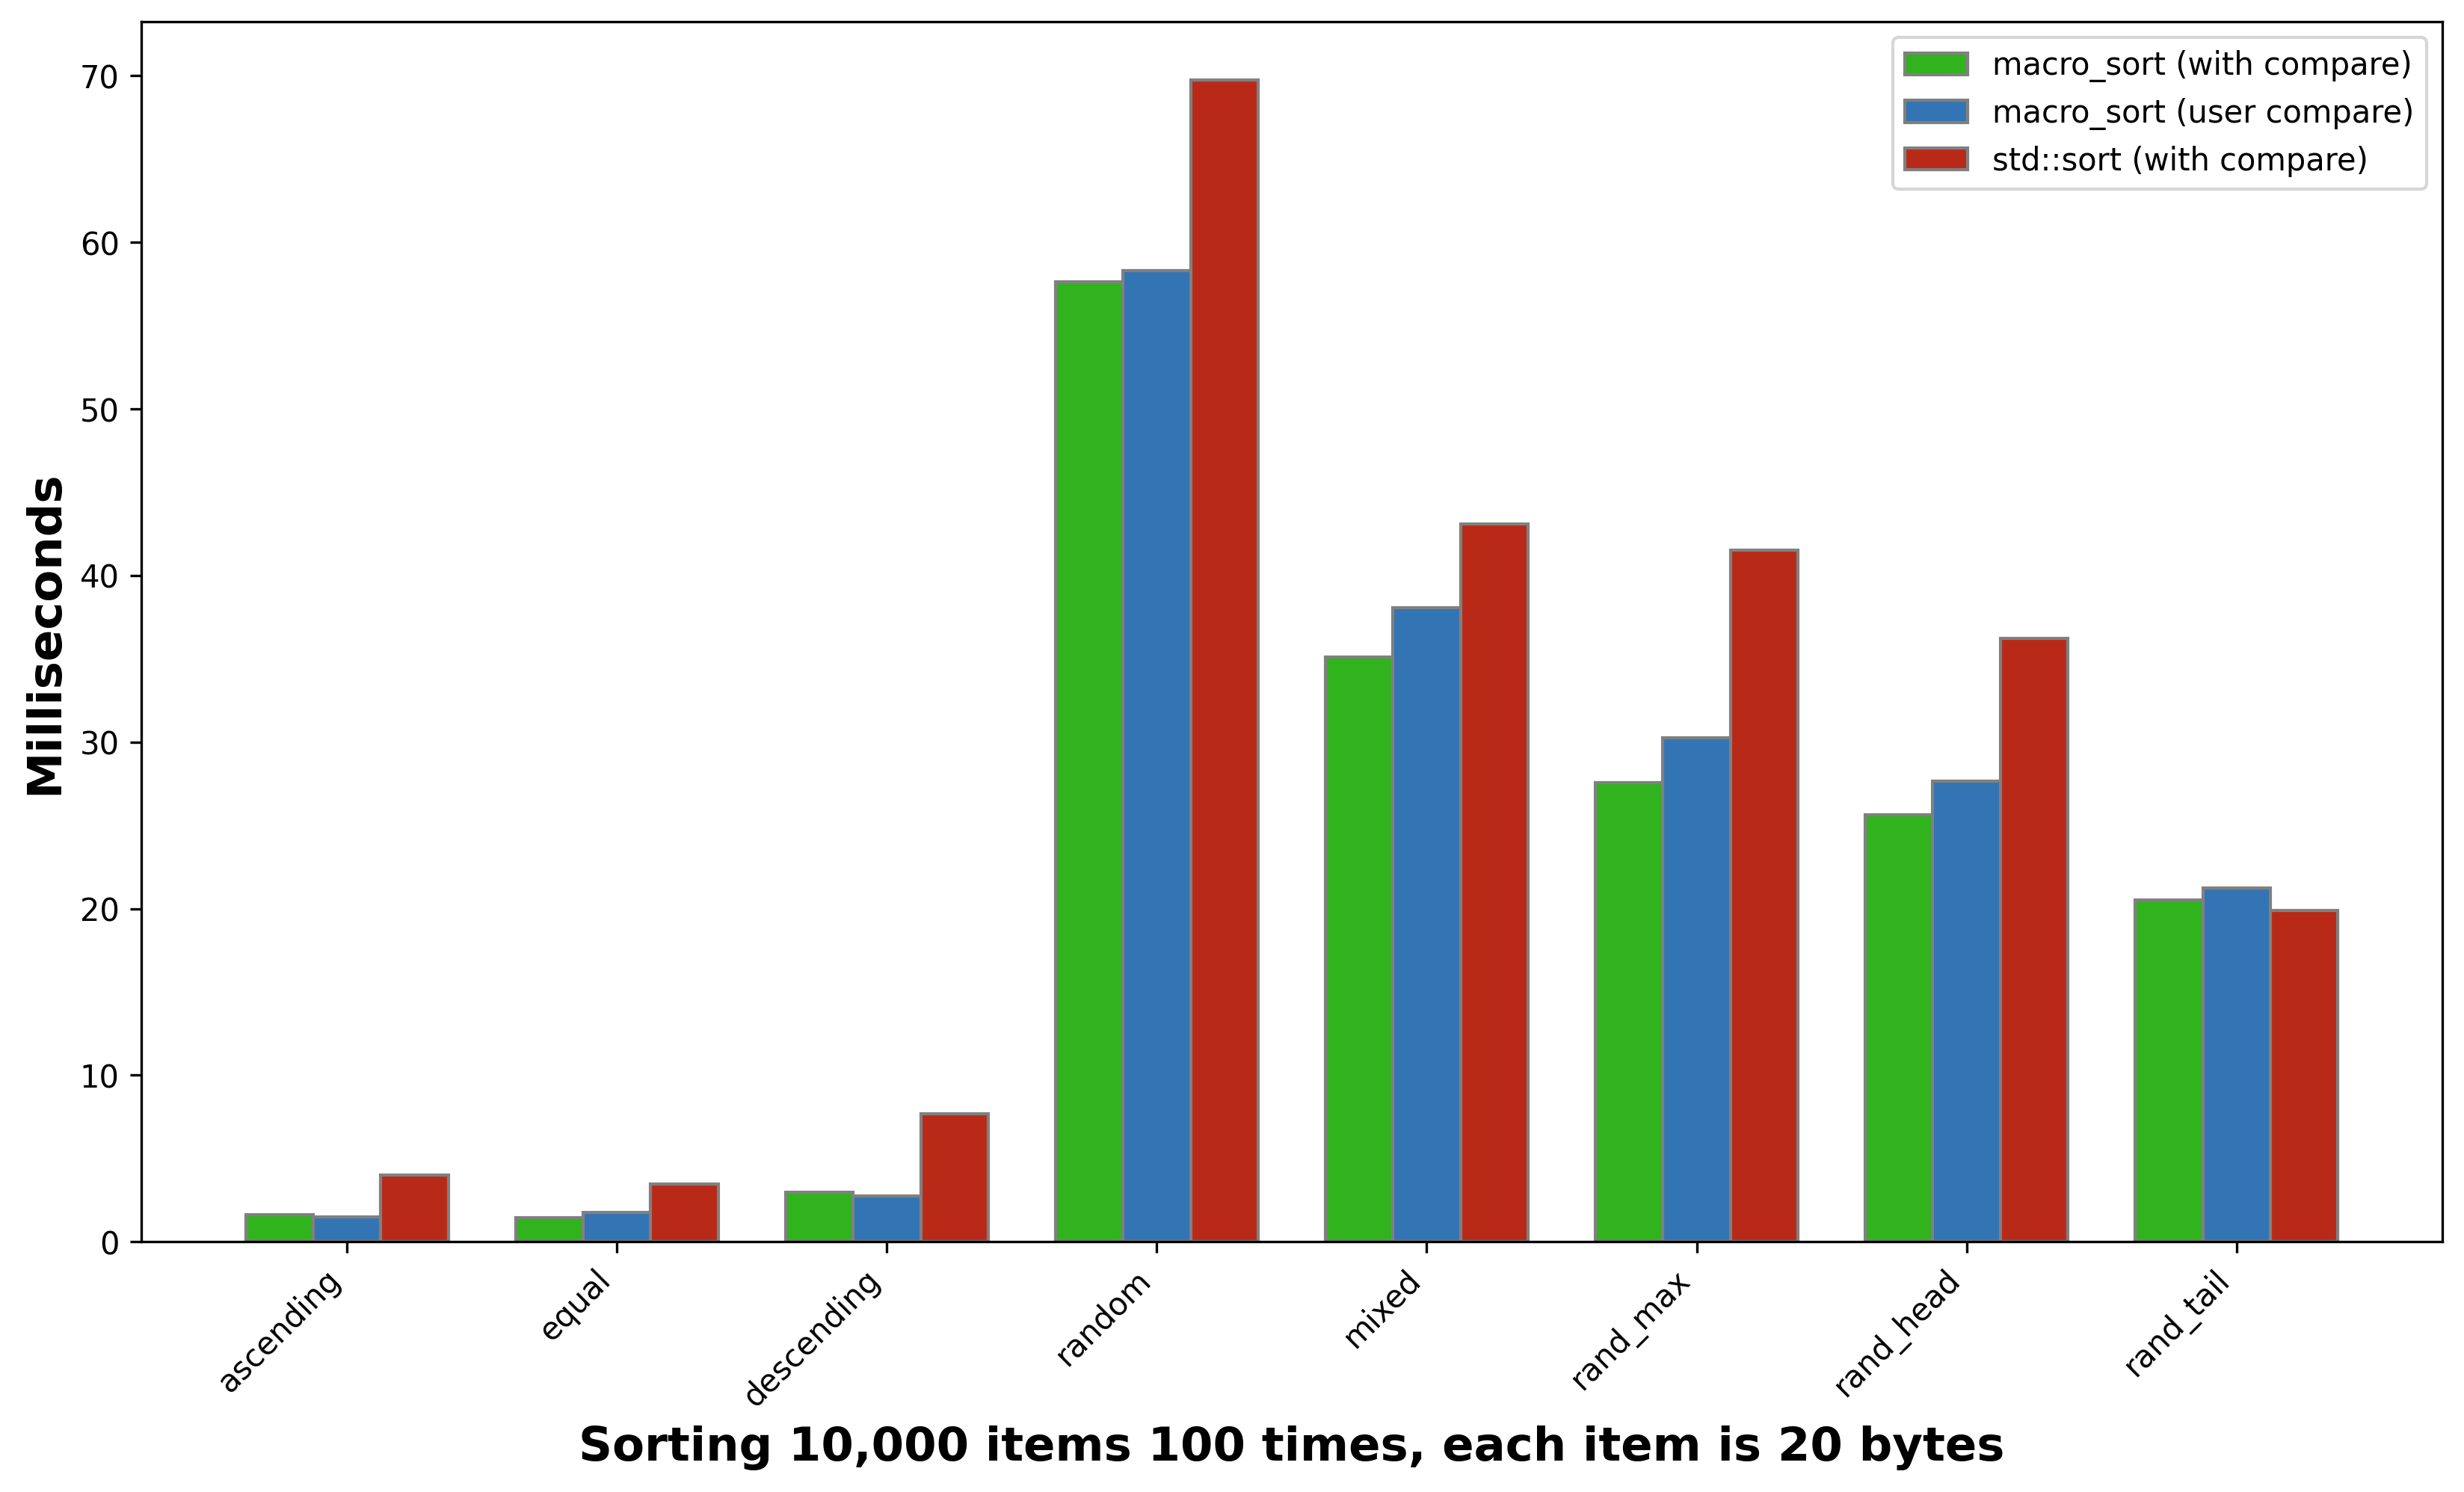 macro_sort (with compare)
macro_sort (user compare)
std::sort (with compare)
Milliseconds
70
60
50
40
30
20
10
0
ascending
equal
descending
random
mixed
rand_max
rand_head
rand_tail
Sorting 10,000 items 100 times, each item is 20 bytes